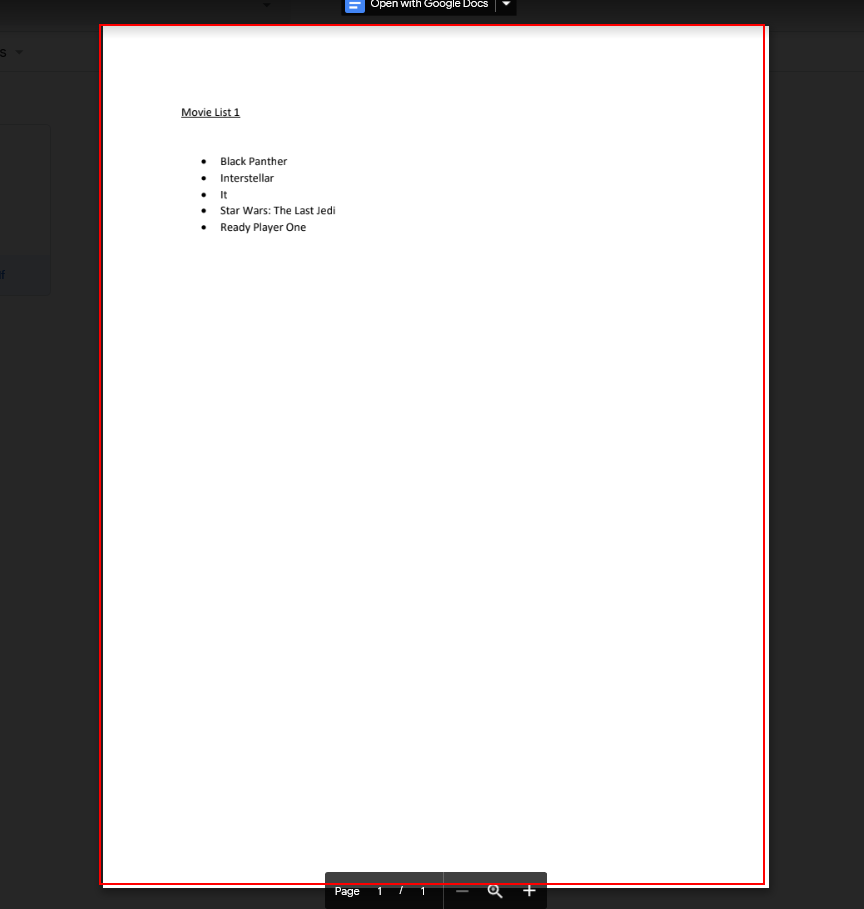 Open with Google Docs
s
Movie List 1
Black Panther
Interstellar
It
Star Wars: The Last Jedi
Ready Player One
Page 1 / 1